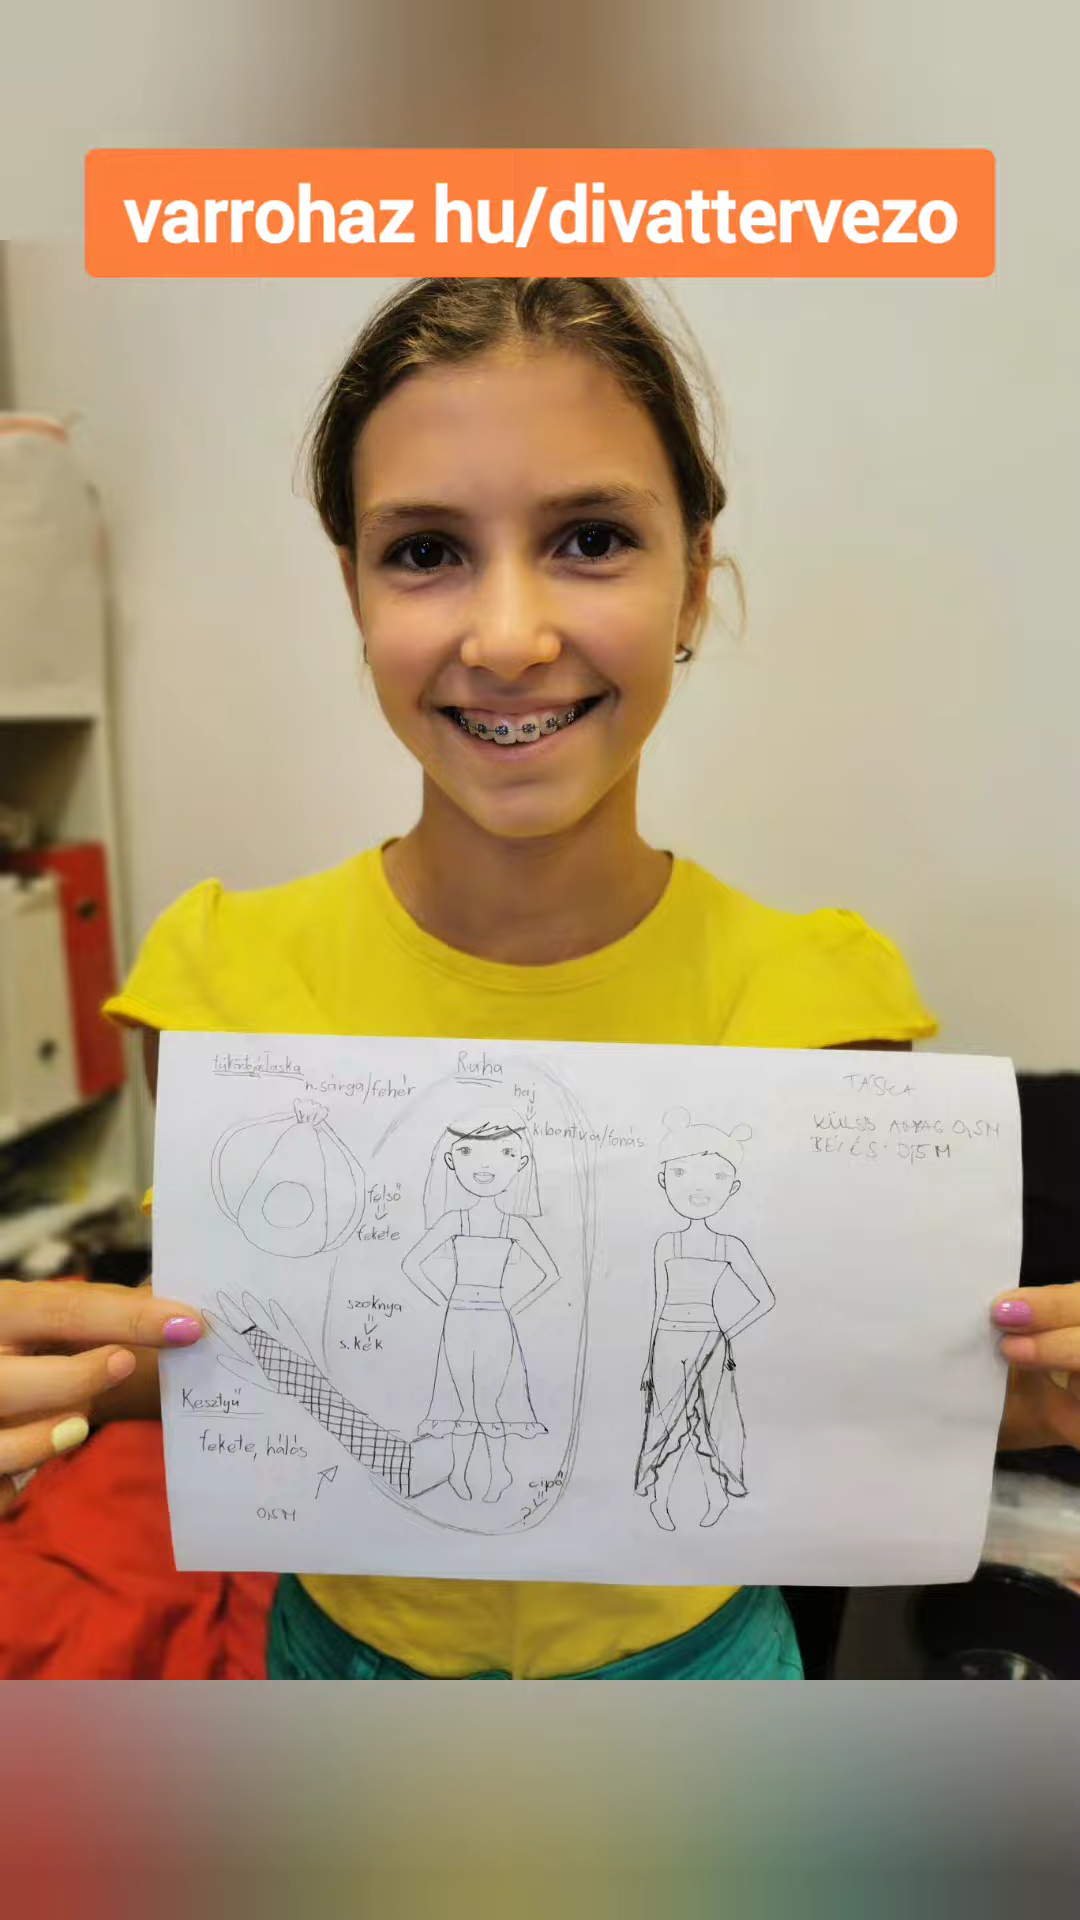 varrohaz hu/divattervezo
tükörtojástaska
h.sárga/fehér
Ruha
haj
kibontva/fonás
felső
fekete
szoknya
s.kék
Kesztyű
fekete, hálós
0,5M
cipő
?
TÁSKA
KÜLSŐ ANYAG 0,5M
BÉLÉS: 0,5M